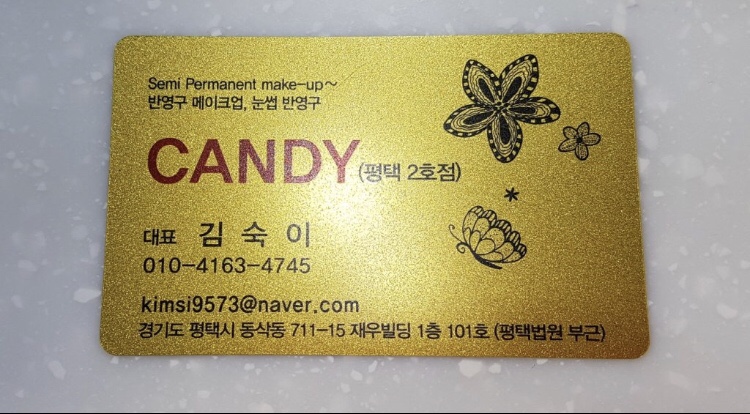 Semi Permanent make-up~
반영구 메이크업, 눈썹 반영구
CANDY (평택 2호점)
대표 김 숙 이
010-4163-4745
kimsi9573@naver.com
경기도 평택시 동삭동 711-15 재우빌딩 1층 101호 (평택법원 부근)